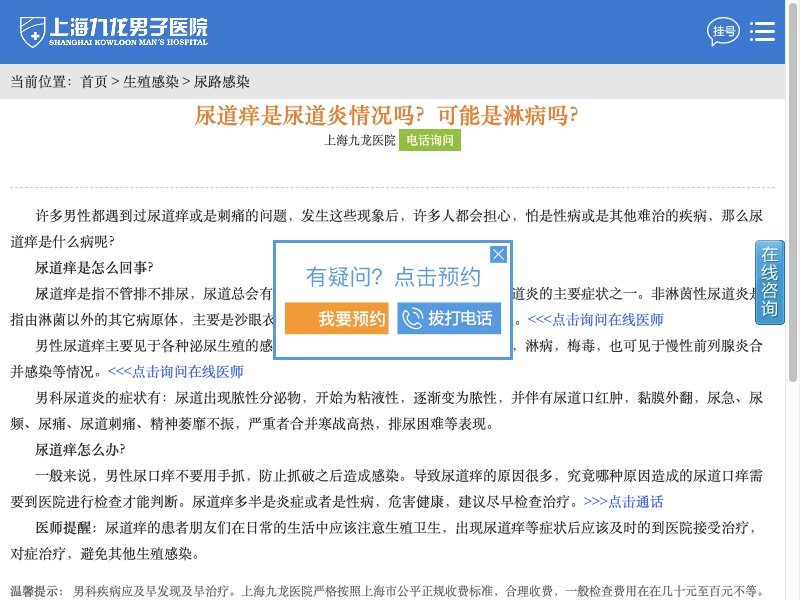 上海九龙男子医院
SHANGHAI KOWLOON MAN'S HOSPITAL
挂号
当前位置：首页 > 生殖感染 > 尿路感染
尿道痒是尿道炎情况吗？可能是淋病吗？
上海九龙医院 电话询问
许多男性都遇到过尿道痒或是刺痛的问题，发生这些现象后，许多人都会担心，怕是性病或是其他难治的疾病，那么尿
道痒是什么病呢？
尿道痒是怎么回事？
尿道痒是指不管排不排尿，尿道总会有
道炎的主要症状之一。非淋菌性尿道炎是
指由淋菌以外的其它病原体，主要是沙眼衣
。<<<点击询问在线医师
男性尿道痒主要见于各种泌尿生殖的感
，淋病，梅毒，也可见于慢性前列腺炎合
并感染等情况。<<<点击询问在线医师
男科尿道炎的症状有：尿道出现脓性分泌物，开始为粘液性，逐渐变为脓性，并伴有尿道口红肿，黏膜外翻，尿急、尿
频、尿痛、尿道刺痛、精神萎靡不振，严重者合并寒战高热，排尿困难等表现。
尿道痒怎么办？
一般来说，男性尿口痒不要用手抓，防止抓破之后造成感染。导致尿道痒的原因很多，究竟哪种原因造成的尿道口痒需
要到医院进行检查才能判断。尿道痒多半是炎症或者是性病，危害健康，建议尽早检查治疗。>>>点击通话
医师提醒：尿道痒的患者朋友们在日常的生活中应该注意生殖卫生，出现尿道痒等症状后应该及时的到医院接受治疗，
对症治疗，避免其他生殖感染。
温馨提示：男科疾病应及早发现及早治疗。上海九龙医院严格按照上海市公平正规收费标准，合理收费，一般检查费用在在几十元至百元不等。
有疑问？点击预约
我要预约 拨打电话
在线咨询